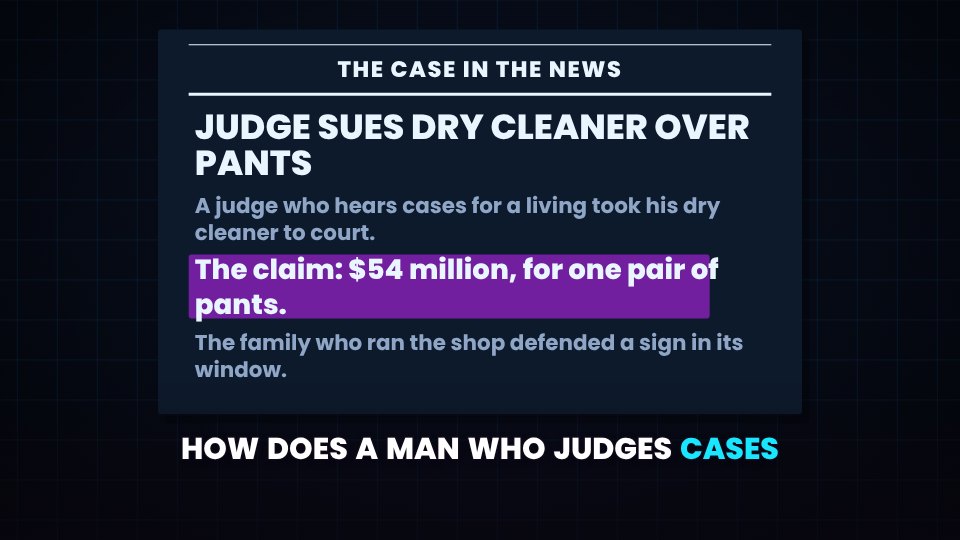 THE CASE IN THE NEWS
JUDGE SUES DRY CLEANER OVER
PANTS
A judge who hears cases for a living took his dry
cleaner to court.
The claim: $54 million, for one pair of
pants.
The family who ran the shop defended a sign in its
window.
HOW DOES A MAN WHO JUDGES CASES